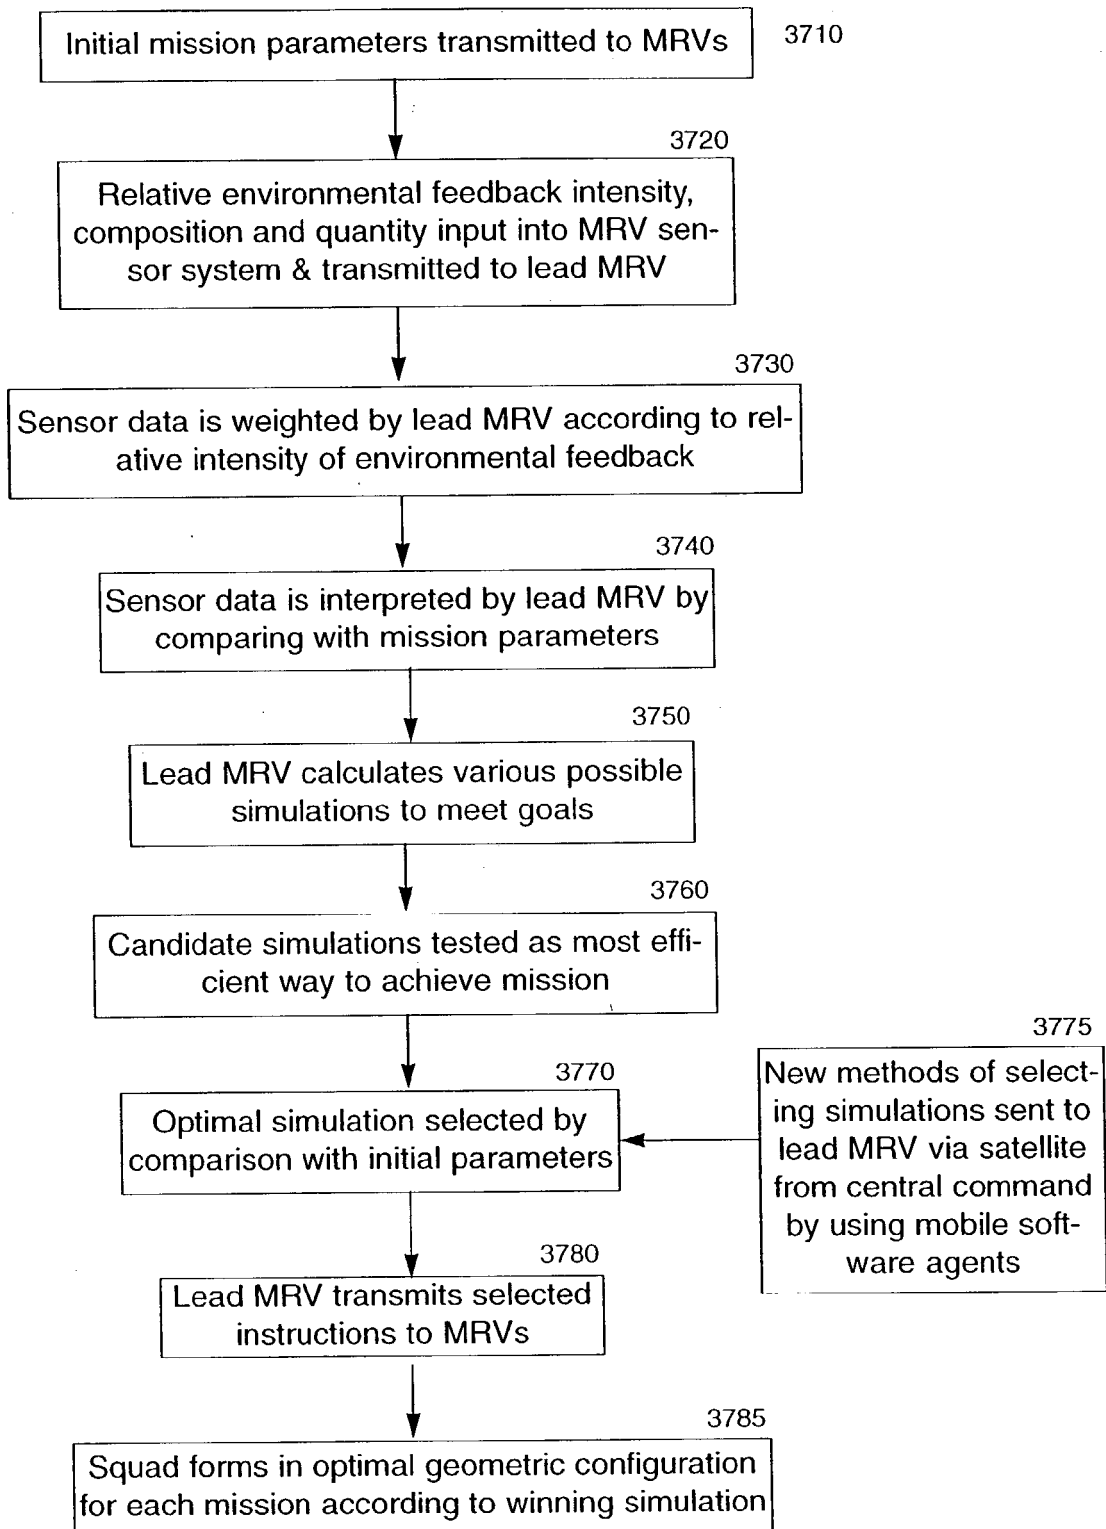 Initial mission parameters transmitted to MRVs
3710
3720
Relative environmental feedback intensity,
composition and quantity input into MRV sen-
sor system & transmitted to lead MRV
3730
Sensor data is weighted by lead MRV according to rel-
ative intensity of environmental feedback
3740
Sensor data is interpreted by lead MRV by
comparing with mission parameters
3750
Lead MRV calculates various possible
simulations to meet goals
3760
Candidate simulations tested as most effi-
cient way to achieve mission
3770
Optimal simulation selected by
comparison with initial parameters
3775
New methods of select-
ing simulations sent to
lead MRV via satellite
from central command
by using mobile soft-
ware agents
3780
Lead MRV transmits selected
instructions to MRVs
3785
Squad forms in optimal geometric configuration
for each mission according to winning simulation